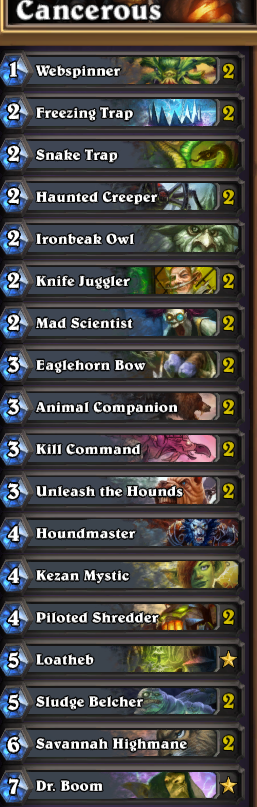 Cancerous
1 Webspinner 2
2 Freezing Trap 2
2 Snake Trap
2 Haunted Creeper 2
2 Ironbeak Owl
2 Knife Juggler 2
2 Mad Scientist 2
3 Eaglehorn Bow 2
3 Animal Companion 2
3 Kill Command 2
3 Unleash the Hounds 2
4 Houndmaster
4 Kezan Mystic
4 Piloted Shredder 2
5 Loatheb
5 Sludge Belcher 2
6 Savannah Highmane 2
7 Dr. Boom